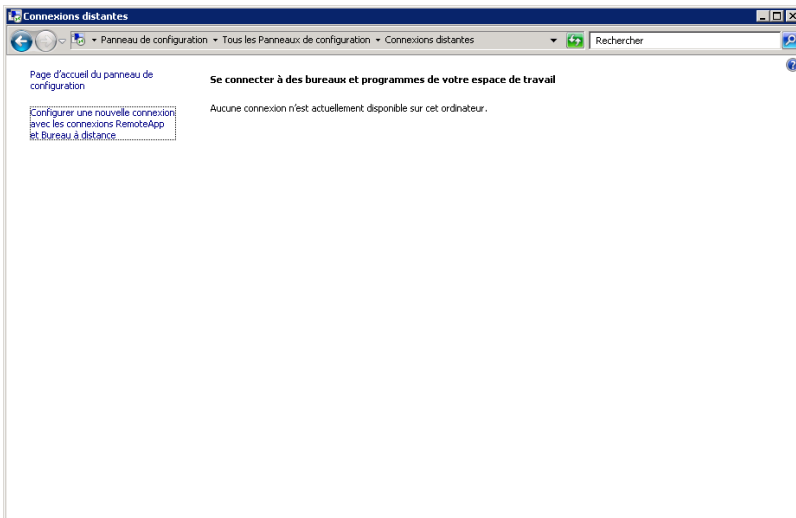 Connexions distantes
Panneau de configuration Tous les Panneaux de configuration Connexions distantes Rechercher
Page d'accueil du panneau de
configuration
Se connecter à des bureaux et programmes de votre espace de travail
Configurer une nouvelle connexion
avec les connexions RemoteApp
et Bureau à distance
Aucune connexion n'est actuellement disponible sur cet ordinateur.